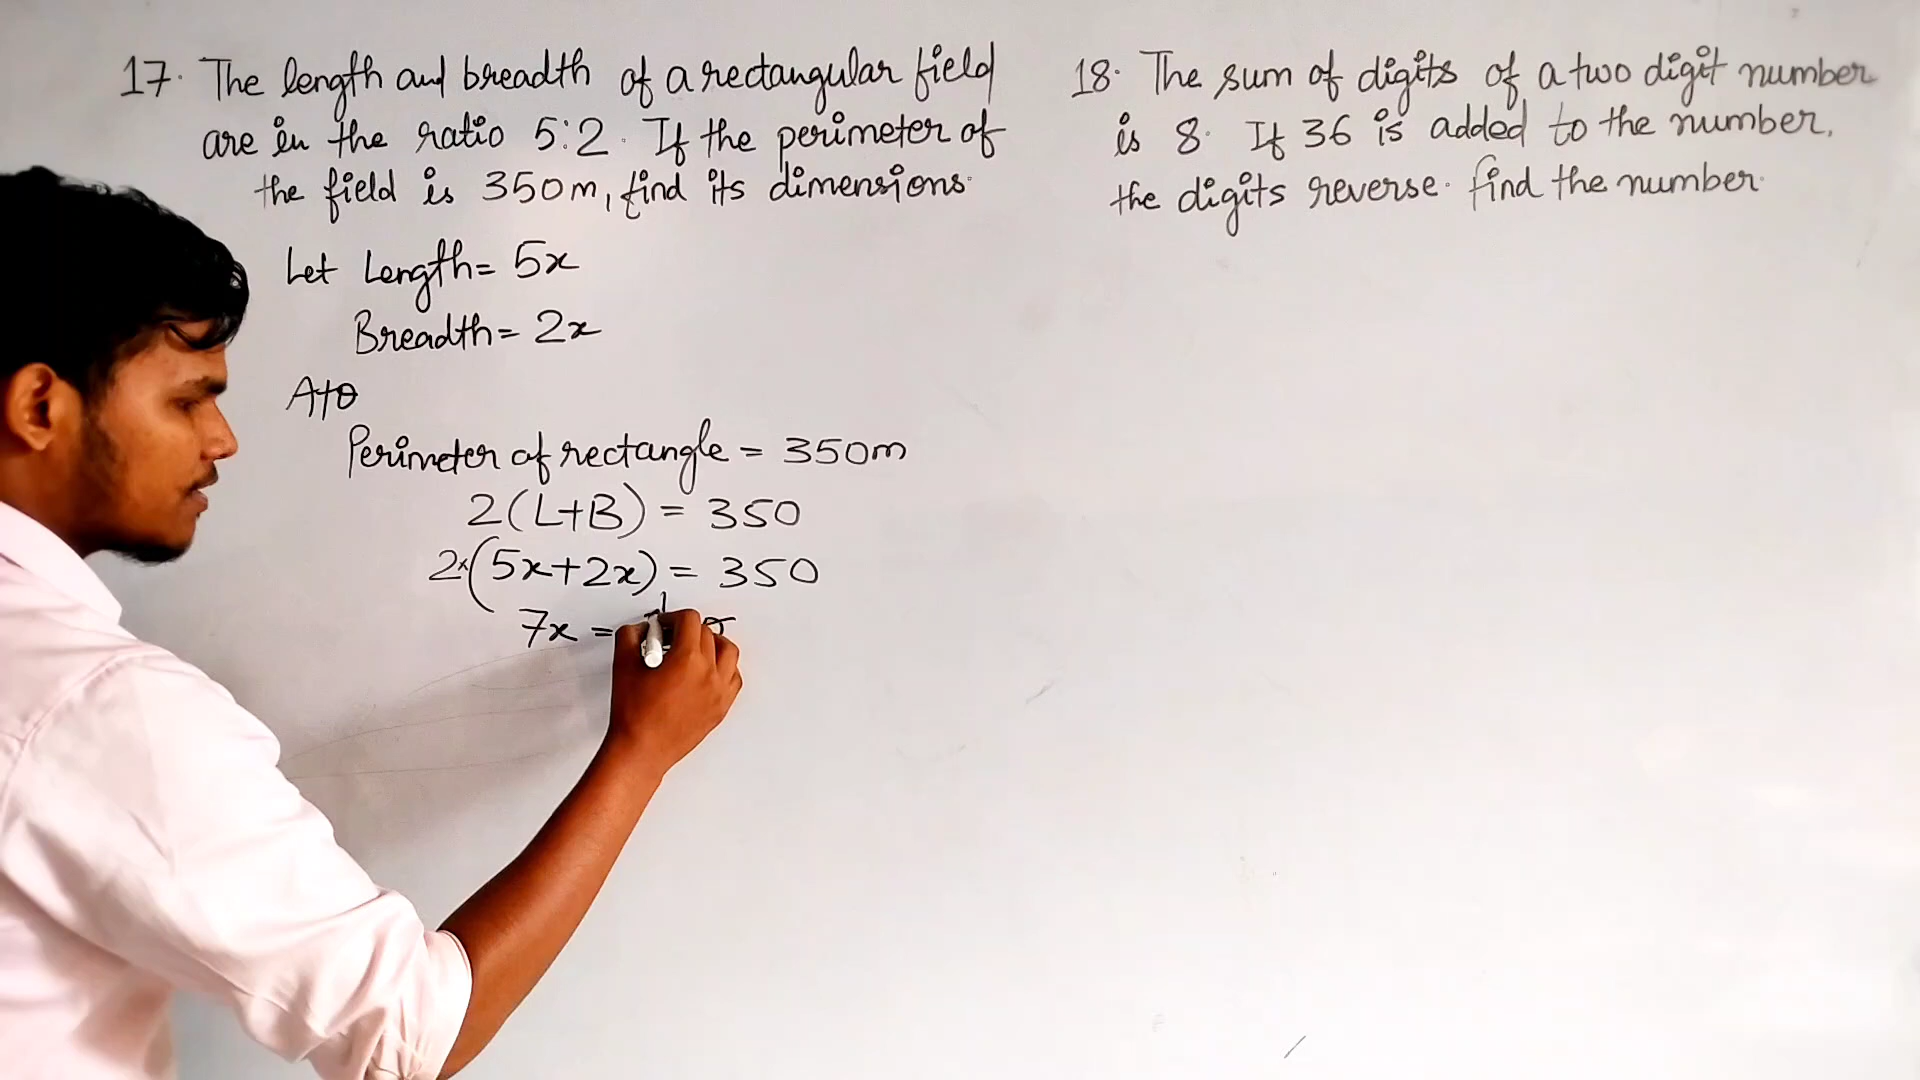 17. The length and breadth of a rectangular field
are in the ratio 5:2. If the perimeter of
the field is 350m, find its dimensions.
Let Length = 5x
Breadth = 2x
Perimeter of rectangle = 350m
2(L+B) = 350
2×(5x+2x) = 350
7x =
18. The sum of digits of a two digit number
is 8. If 36 is added to the number,
the digits reverse. find the number.